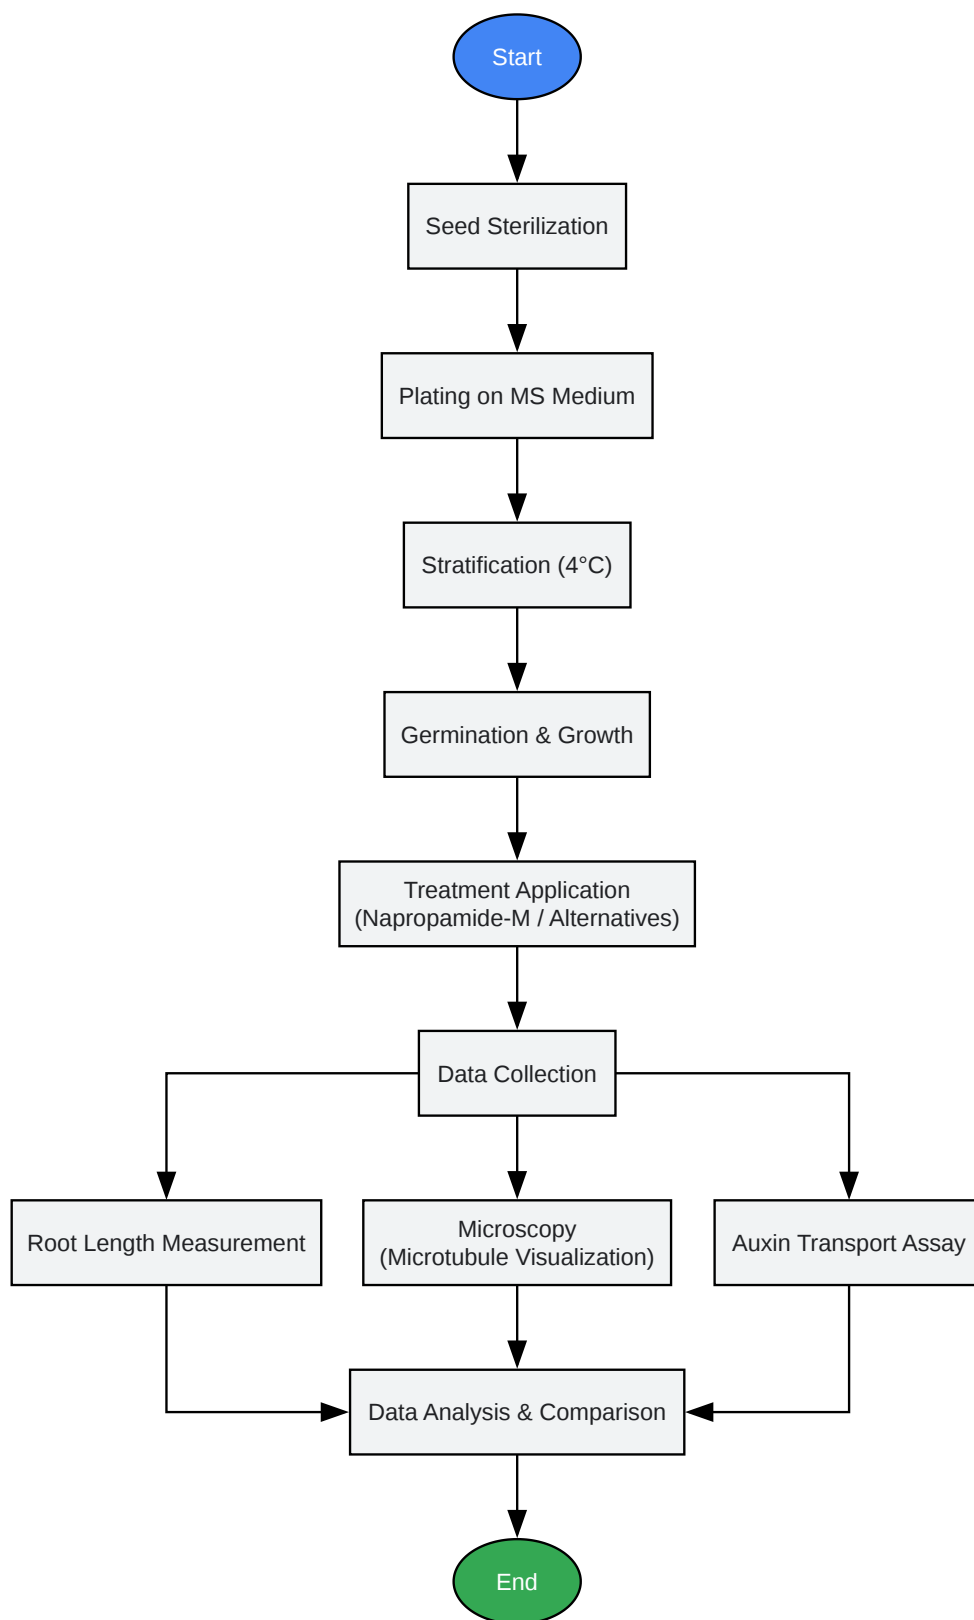 Start
Seed Sterilization
Plating on MS Medium
Stratification (4°C)
Germination & Growth
Treatment Application
(Napropamide-M / Alternatives)
Data Collection
Root Length Measurement
Microscopy
(Microtubule Visualization)
Auxin Transport Assay
Data Analysis & Comparison
End